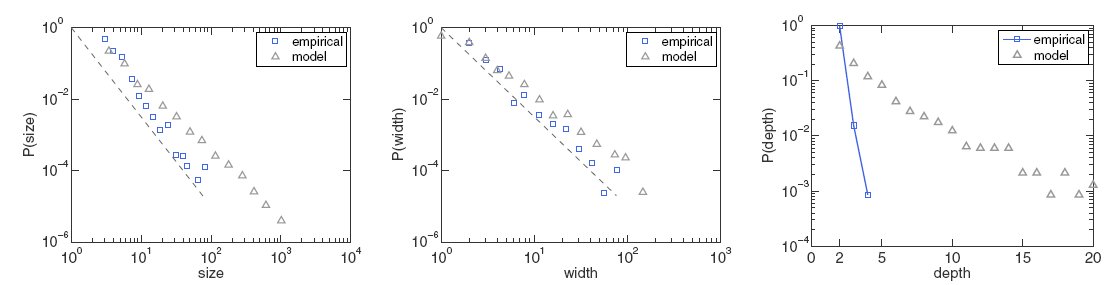 10^0
10^-2
10^-4
10^-6
P(size)
10^0 10^1 10^2 10^3 10^4
size
empirical
model
10^0
10^-2
10^-4
10^-6
P(width)
10^0 10^1 10^2 10^3
width
empirical
model
10^0
10^-1
10^-2
10^-3
10^-4
P(depth)
0 2 5 10 15 20
depth
empirical
model